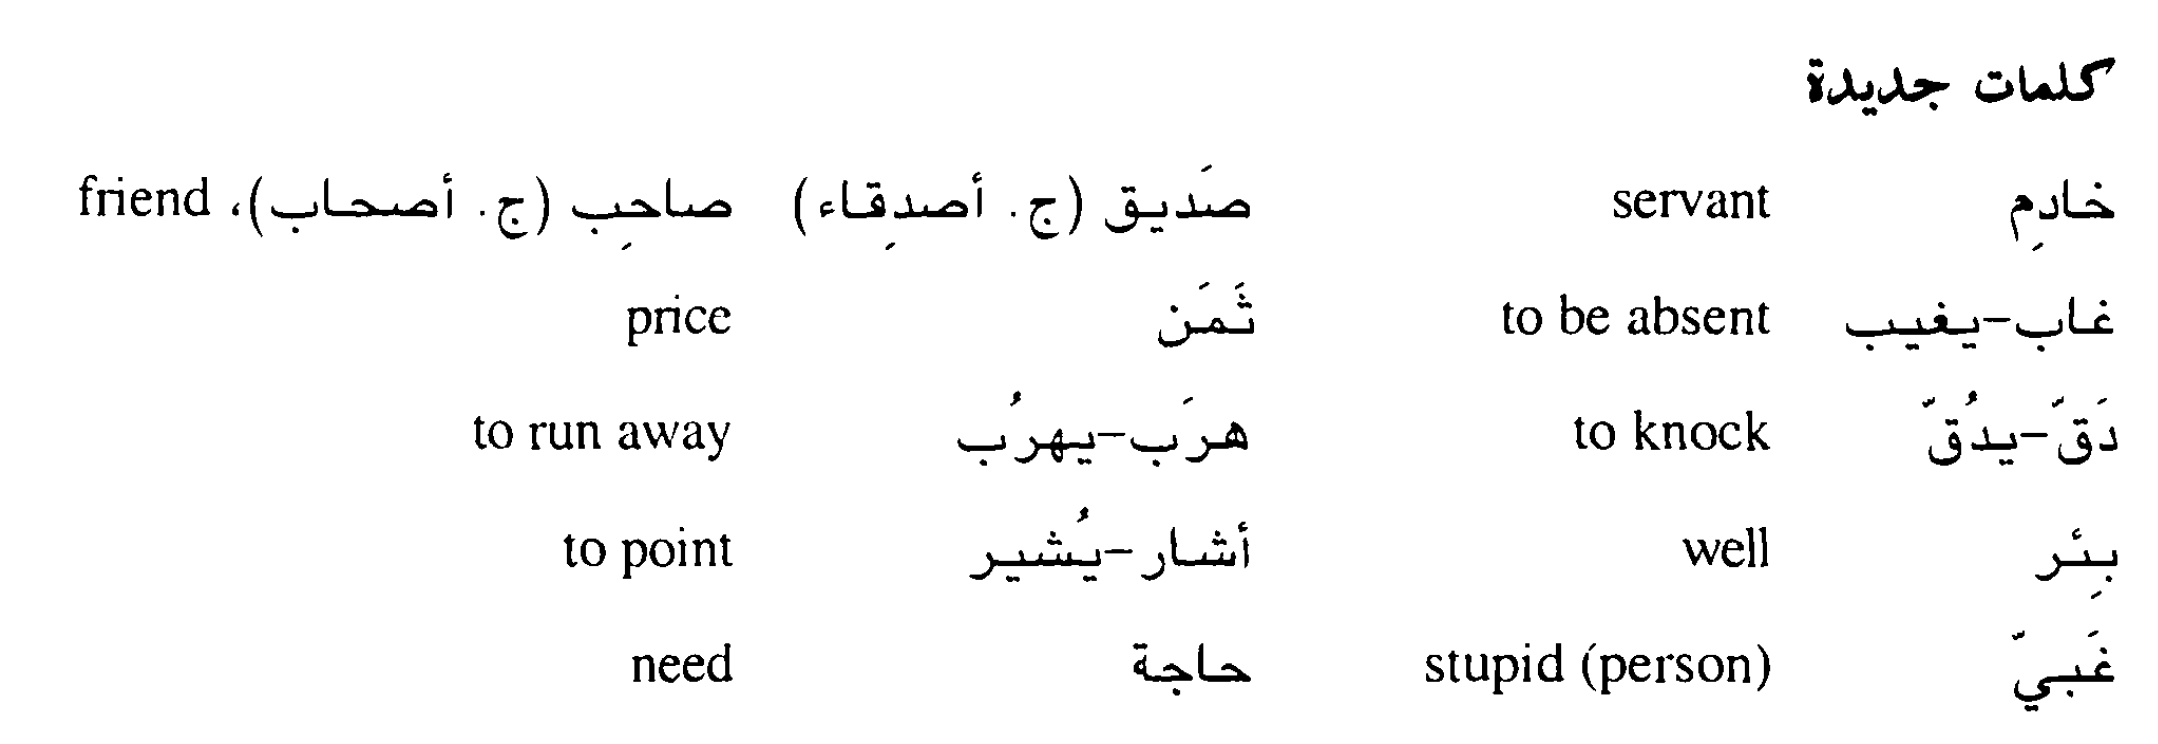 كلمات جديدة
خادِم servant صَديق (ج. أصدِقاء) صاحِب (ج. أصحاب)، friend
غاب-يغيب to be absent ثَمَن price
دَقَّ-يدُقّ to knock هرَب-يهرُب to run away
بِئر well أشار-يُشير to point
غَبيّ stupid (person) حاجة need